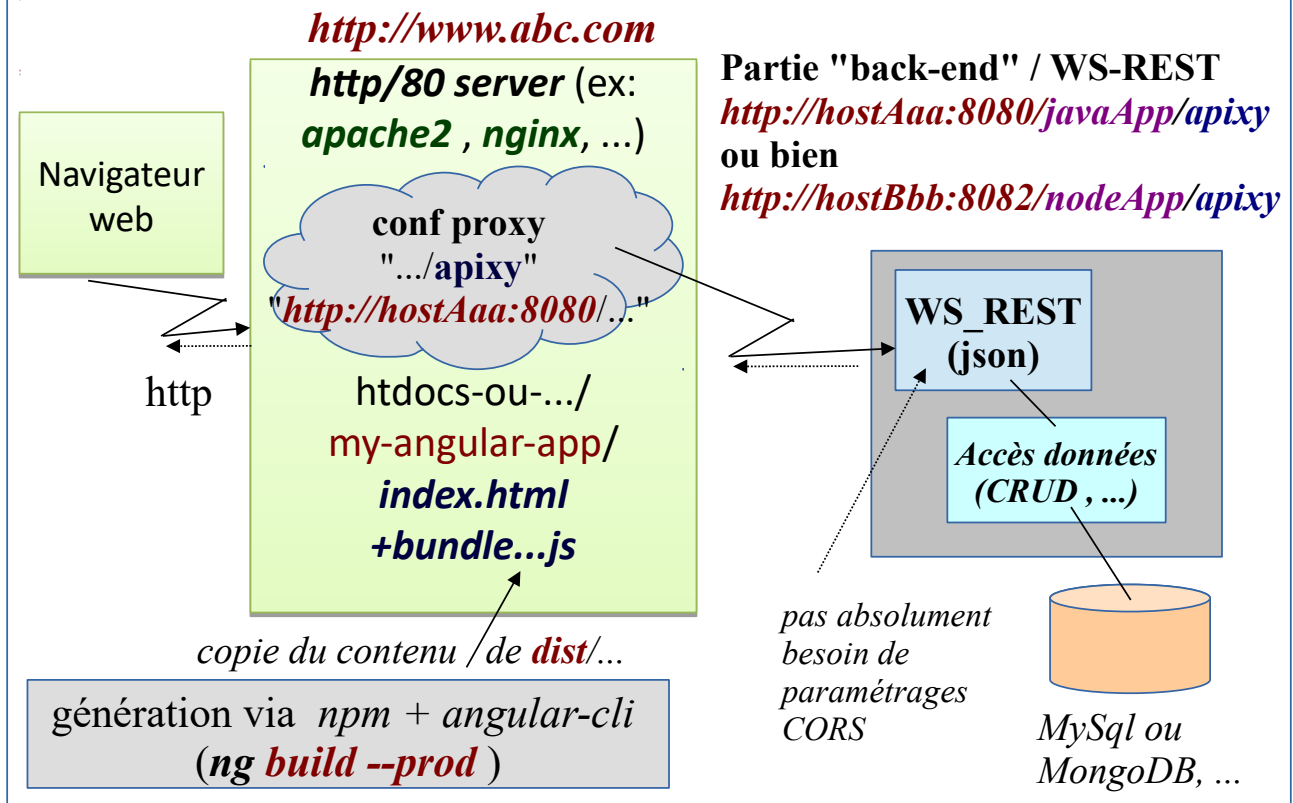 http://www.abc.com
http/80 server (ex:
apache2 , nginx, ...)
Partie "back-end" / WS-REST
http://hostAaa:8080/javaApp/apixy
ou bien
http://hostBbb:8082/nodeApp/apixy
Navigateur
web
conf proxy
".../apixy"
"http://hostAaa:8080/..."
http
htdocs-ou-.../
my-angular-app/
index.html
+bundle...js
WS_REST
(json)
Accès données
(CRUD , ...)
copie du contenu de dist/...
génération via npm + angular-cli
(ng build --prod )
pas absolument
besoin de
paramétrages
CORS
MySql ou
MongoDB, ...